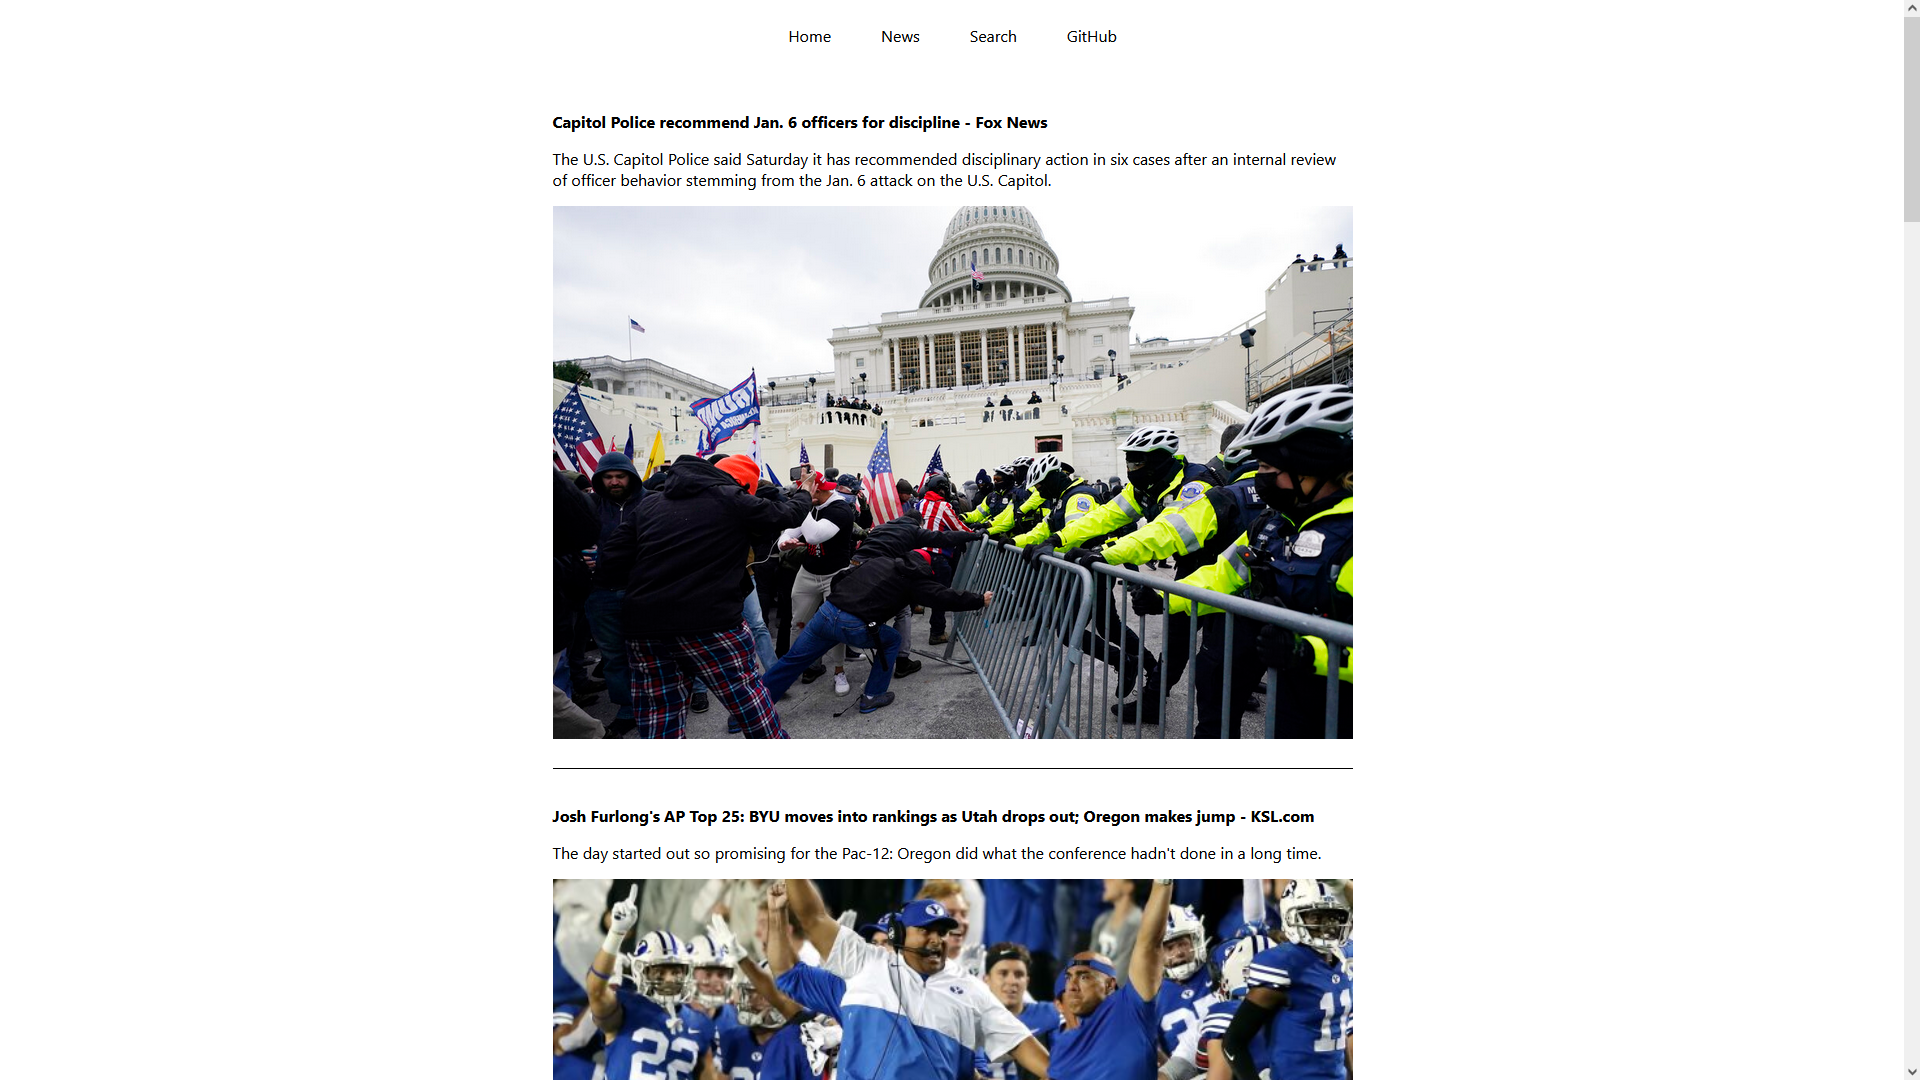 Home News Search GitHub
Capitol Police recommend Jan. 6 officers for discipline - Fox News
The U.S. Capitol Police said Saturday it has recommended disciplinary action in six cases after an internal review
of officer behavior stemming from the Jan. 6 attack on the U.S. Capitol.
TRUMP
Josh Furlong's AP Top 25: BYU moves into rankings as Utah drops out; Oregon makes jump - KSL.com
The day started out so promising for the Pac-12: Oregon did what the conference hadn't done in a long time.
Y
22